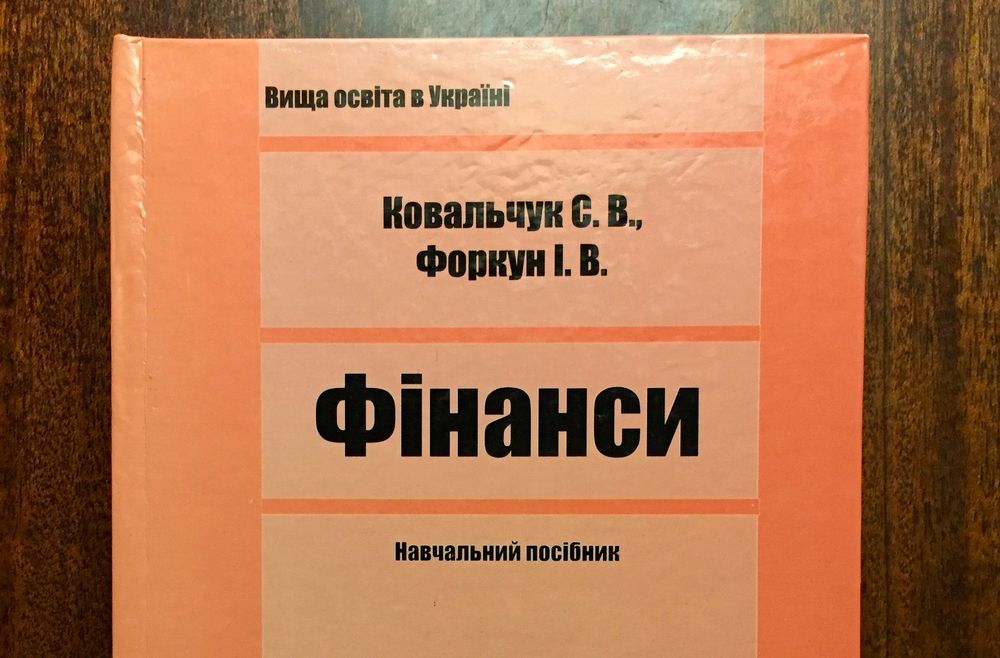 Вища освіта в Україні
Ковальчук С. В.,
Форкун І. В.
Фінанси
Навчальний посібник